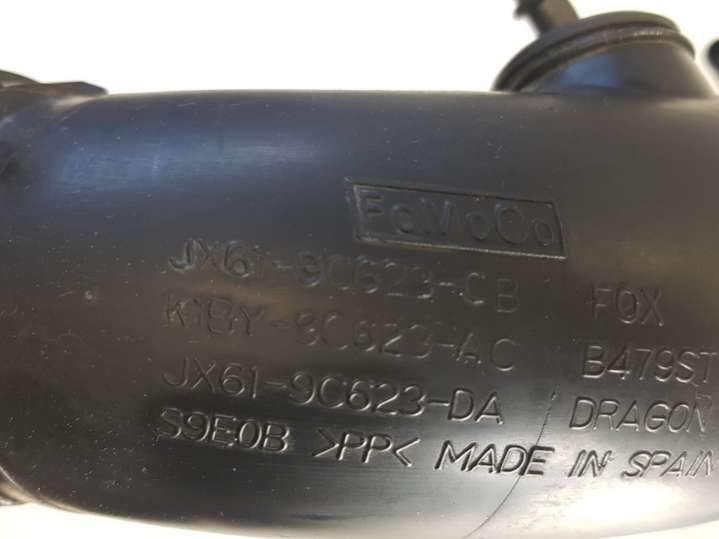 FoMoCo
JX61-9C623-CB FOX
K1BY-9C623-AC B479ST
JX61-9C623-DA DRAGON
S9E0B >PP< MADE IN SPAIN